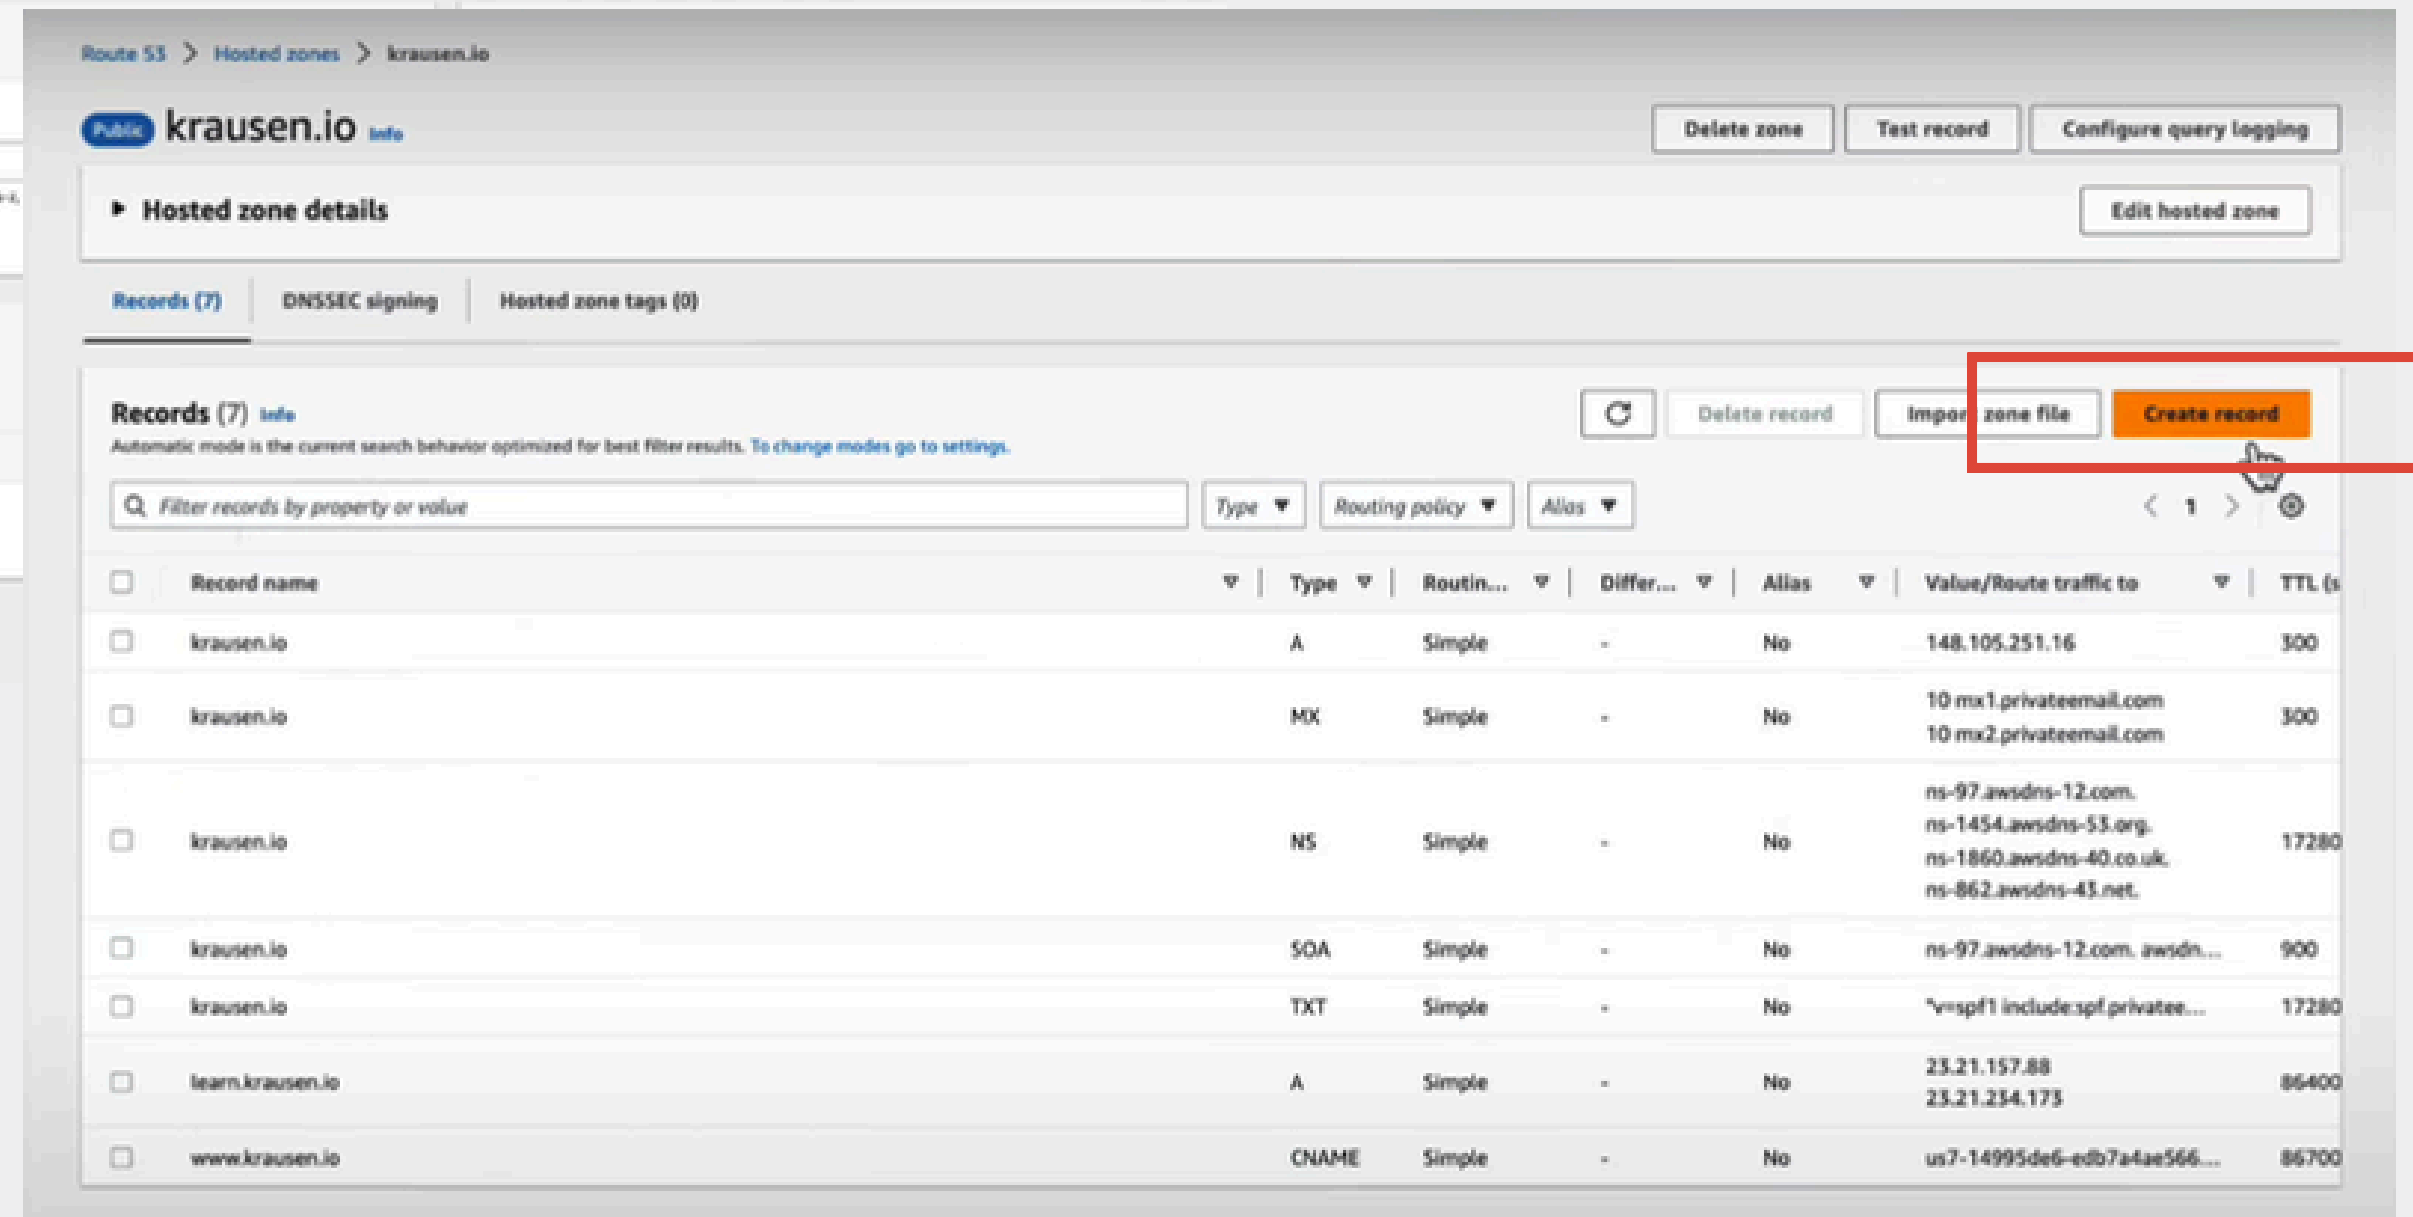 Route 53 > Hosted zones > krausen.io
Public krausen.io Info
Delete zone Test record Configure query logging
Hosted zone details Edit hosted zone
Records (7) DNSSEC signing Hosted zone tags (0)
Records (7) Info
Delete record Import zone file Create record
Automatic mode is the current search behavior optimized for best filter results. To change modes go to settings.
Filter records by property or value Type Routing policy Alias 1
Record name Type Routin... Differ... Alias Value/Route traffic to TTL (s
krausen.io A Simple - No 148.105.251.16 300
krausen.io MX Simple - No 10 mx1.privateemail.com 300
10 mx2.privateemail.com
krausen.io NS Simple - No ns-97.awsdns-12.com. 17280
ns-1454.awsdns-53.org.
ns-1860.awsdns-40.co.uk.
ns-862.awsdns-43.net.
krausen.io SOA Simple - No ns-97.awsdns-12.com. awsdn... 900
krausen.io TXT Simple - No "v=spf1 include:spf.privatee... 17280
learn.krausen.io A Simple - No 23.21.157.88 86400
23.21.234.173
www.krausen.io CNAME Simple - No us7-14995de6-edb7a4ae566... 86700